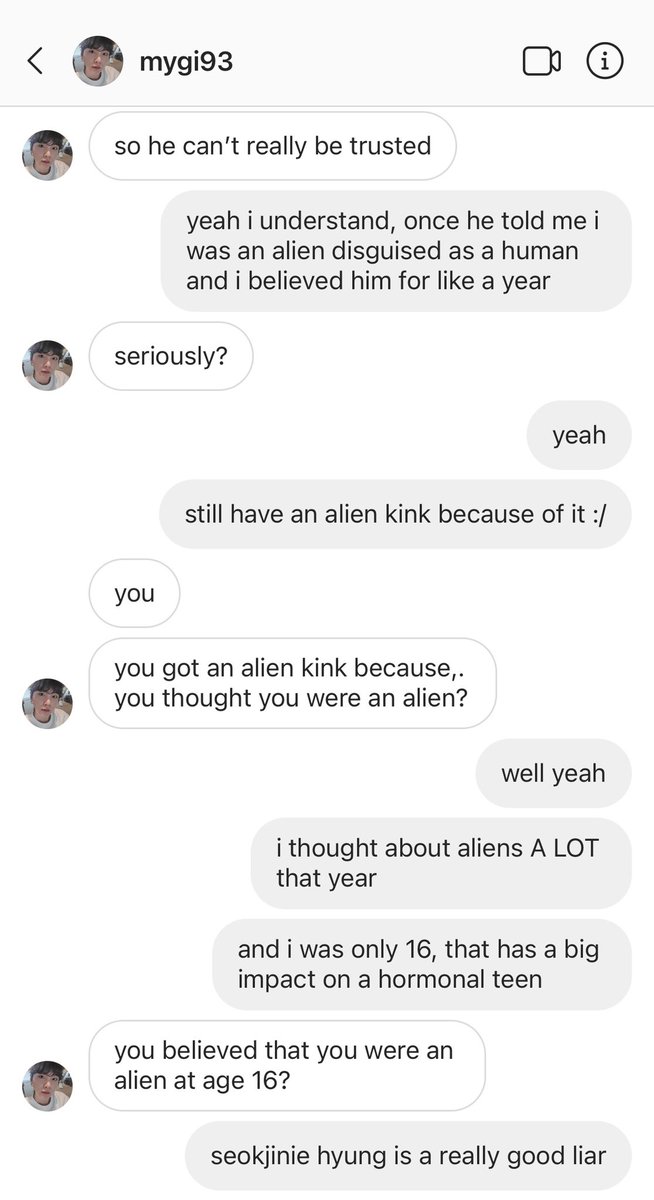 mygi93
so he can’t really be trusted
yeah i understand, once he told me i
was an alien disguised as a human
and i believed him for like a year
seriously?
yeah
still have an alien kink because of it :/
you
you got an alien kink because,.
you thought you were an alien?
well yeah
i thought about aliens A LOT
that year
and i was only 16, that has a big
impact on a hormonal teen
you believed that you were an
alien at age 16?
seokjinie hyung is a really good liar